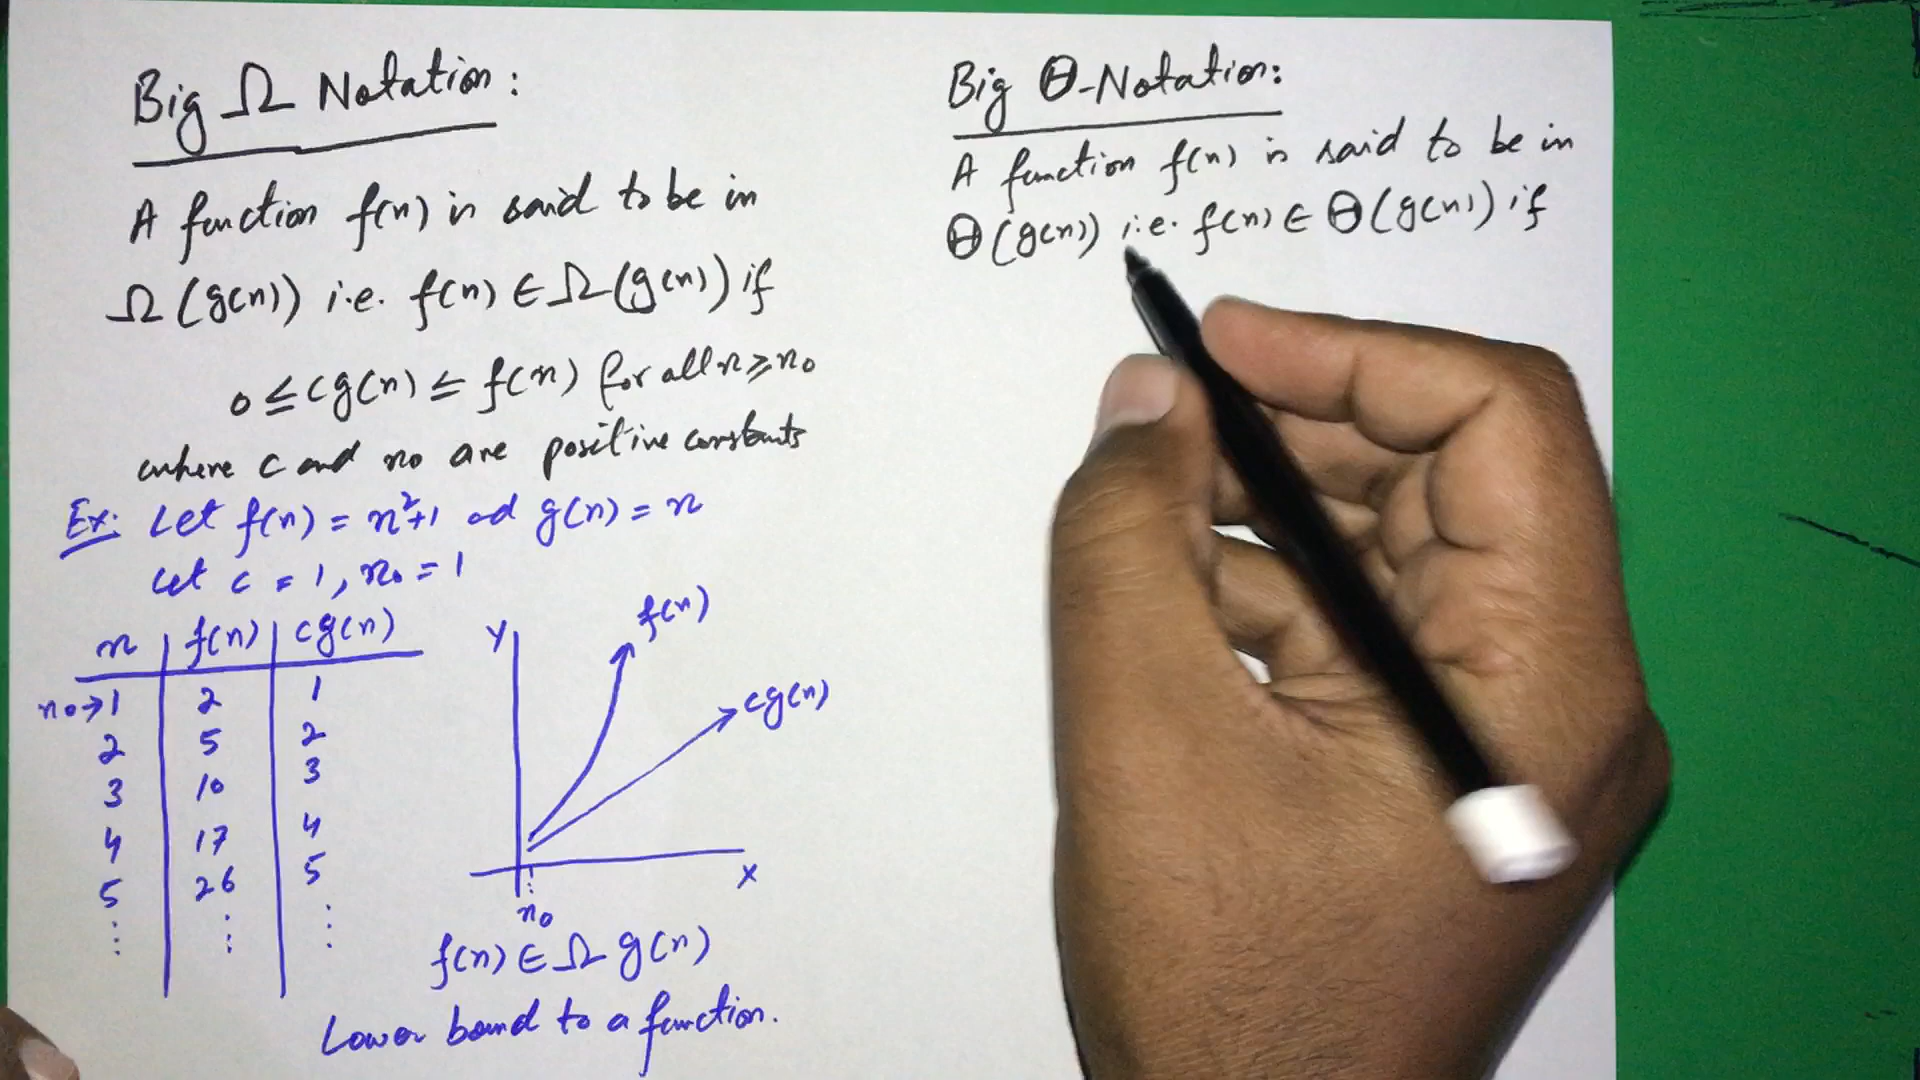 Big Ω Notation:
A function f(n) is said to be in
Ω(g(n)) i.e. f(n) ∈ Ω(g(n)) if
0 ≤ cg(n) ≤ f(n) for all n ≥ n0
where c and n0 are positive constants
Ex: Let f(n) = n²+1 ad g(n) = n
Let c = 1, n0 = 1
n f(n) cg(n)
n0→1 2 1
2 5 2
3 10 3
4 17 4
5 26 5
⋮ ⋮ ⋮
Y
f(n)
cg(n)
X
n0
f(n) ∈ Ω g(n)
Lower bound to a function.
Big Θ-Notation:
A function f(n) is said to be in
Θ(g(n)) i.e. f(n) ∈ Θ(g(n)) if